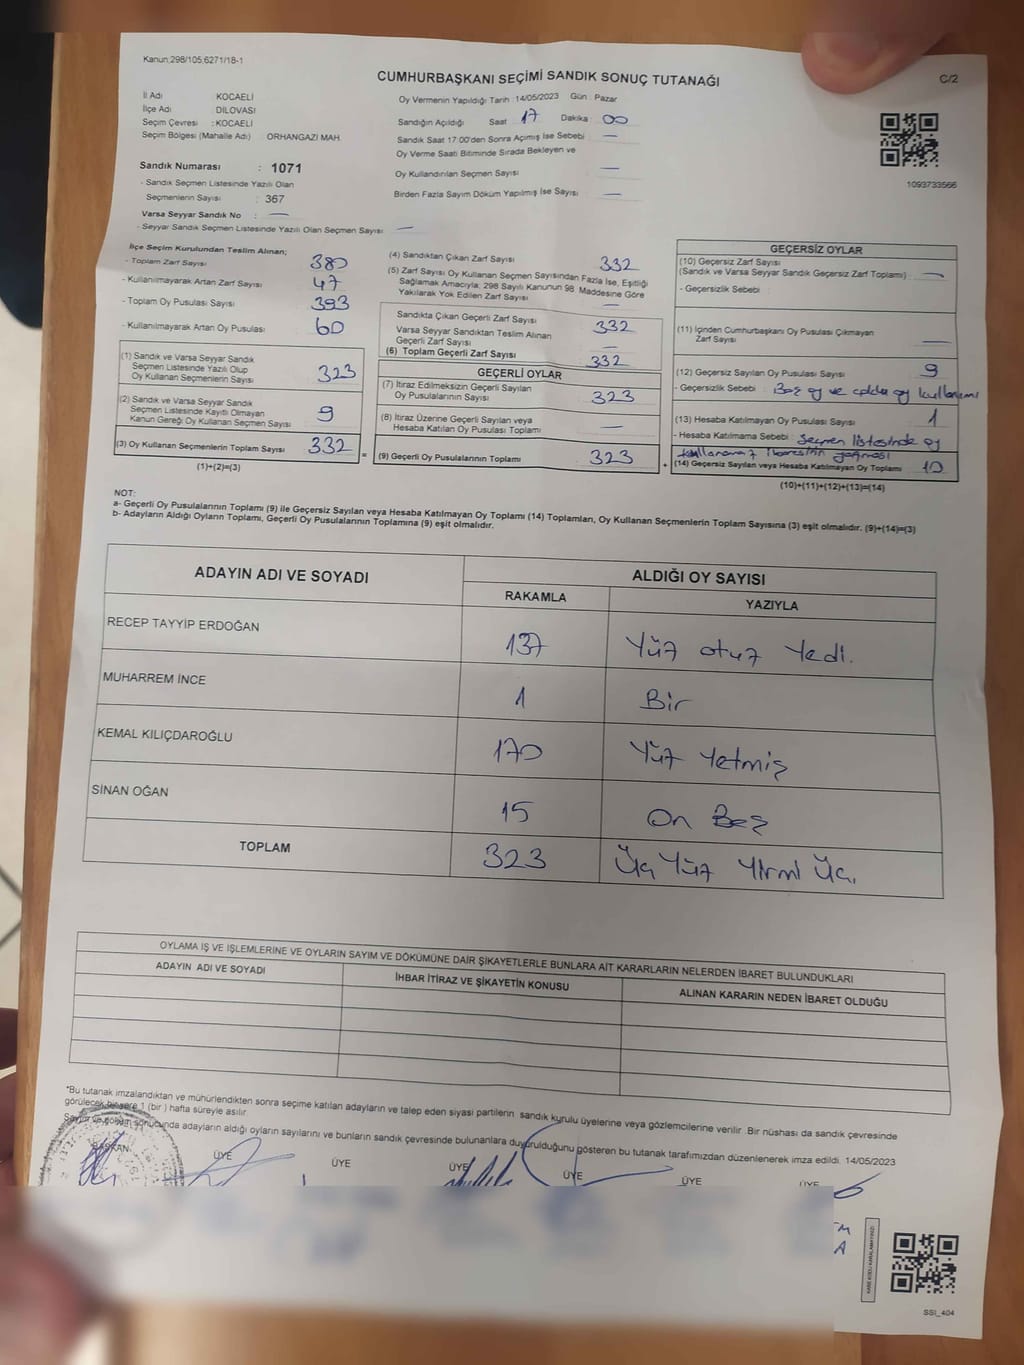 Kanun,298/105,6271/18-1
C/2
CUMHURBAŞKANI SEÇİMİ SANDIK SONUÇ TUTANAĞI
İl Adı KOCAELİ
İlçe Adı DİLOVASI
Seçim Çevresi : KOCAELİ
Seçim Bölgesi (Mahalle Adı) : ORHANGAZİ MAH.
Sandık Numarası : 1071
- Sandık Seçmen Listesinde Yazılı Olan
Seçmenlerin Sayısı : 367
Varsa Seyyar Sandık No : —
- Seyyar Sandık Seçmen Listesinde Yazılı Olan Seçmen Sayısı : —
Oy Vermenin Yapıldığı Tarih 14/05/2023 Gün : Pazar
Sandığın Açıldığı Saat : 17 Dakika : 00
Sandık Saat 17:00'den Sonra Açımış İse Sebebi : —
Oy Verme Saati Bitiminde Sırada Bekleyen ve
Oy Kullandırılan Seçmen Sayısı : —
Birden Fazla Sayım Döküm Yapılmış İse Sayısı : —
1093733566
İlçe Seçim Kurulundan Teslim Alınan;
- Toplam Zarf Sayısı : 380
- Kullanılmayarak Artan Zarf Sayısı : 47
- Toplam Oy Pusulası Sayısı : 393
- Kullanılmayarak Artan Oy Pusulası : 60
(1) Sandık ve Varsa Seyyar Sandık
Seçmen Listesinde Yazılı Olup
Oy Kullanan Seçmenlerin Sayısı : 323
(2) Sandık ve Varsa Seyyar Sandık
Seçmen Listesinde Kayıtlı Olmayan
Kanun Gereği Oy Kullanan Seçmen Sayısı : 9
(3) Oy Kullanan Seçmenlerin Toplam Sayısı : 332 =
(1)+(2)=(3)
(4) Sandıktan Çıkan Zarf Sayısı : 332
(5) Zarf Sayısı Oy Kullanan Seçmen Sayısından Fazla İse, Eşitliği
Sağlamak Amacıyla; 298 Sayılı Kanunun 98 Maddesine Göre
Yakılarak Yok Edilen Zarf Sayısı : —
Sandıkta Çıkan Geçerli Zarf Sayısı : 332
Varsa Seyyar Sandıktan Teslim Alınan
Geçerli Zarf Sayısı : —
(6) Toplam Geçerli Zarf Sayısı : 332
GEÇERLİ OYLAR
(7) İtiraz Edilmeksizin Geçerli Sayılan
Oy Pusulasının Sayısı : 323
(8) İtiraz Üzerine Geçerli Sayılan veya
Hesaba Katılan Oy Pusulası Toplamı : —
(9) Geçerli Oy Pusulalarının Toplamı : 323 +
GEÇERSİZ OYLAR
(10) Geçersiz Zarf Sayısı
(Sandık ve Varsa Seyyar Sandık Geçersiz Zarf Toplamı) : —
- Geçersizlik Sebebi :
(11) İçinden Cumhurbaşkanı Oy Pusulası Çıkmayan
Zarf Sayısı : —
(12) Geçersiz Sayılan Oy Pusulası Sayısı : 9
- Geçersizlik Sebebi : Boş oy ve çoklu oy kullanımı
(13) Hesaba Katılmayan Oy Pusulası Sayısı : 1
- Hesaba Katılmama Sebebi : Seçmen listesinde oy
kullanamaz ibaresinin
(14) Geçersiz Sayılan veya Hesaba Katılmayan Oy Toplamı : 10
(10)+(11)+(12)+(13)=(14)
NOT:
a- Geçerli Oy Pusulalarının Toplamı (9) ile Geçersiz Sayılan veya Hesaba Katılmayan Oy Toplamı (14) Toplamları, Oy Kullanan Seçmenlerin Toplam Sayısına (3) eşit olmalıdır. (9)+(14)=(3)
b- Adayların Aldığı Oyların Toplamı, Geçerli Oy Pusulalarının Toplamına (9) eşit olmalıdır.
ADAYIN ADI VE SOYADI ALDIĞI OY SAYISI
RAKAMLA YAZIYLA
RECEP TAYYİP ERDOĞAN 137 Yüz otuz Yedi.
MUHARREM İNCE 1 Bir
KEMAL KILIÇDAROĞLU 170 Yüz Yetmiş
SİNAN OĞAN 15 On Beş
TOPLAM 323 Üç Yüz Yirmi Üç.
OYLAMA İŞ VE İŞLEMLERİNE VE OYLARIN SAYIM VE DÖKÜMÜNE DAİR ŞİKAYETLERLE BUNLARA AİT KARARLARIN NELERDEN İBARET BULUNDUKLARI
ADAYIN ADI VE SOYADI İHBAR İTİRAZ VE ŞİKAYETİN KONUSU ALINAN KARARIN NEDEN İBARET OLDUĞU
*Bu tutanak imzalandıktan ve mühürlendikten sonra seçime katılan adayların ve talep eden siyasi partilerin sandık kurulu üyelerine veya gözlemcilerine verilir. Bir nüshası da sandık çevresinde
görülecek bir yere 1 (bir ) hafta süreyle asılır.
Sayım ve döküm sonucunda adayların aldığı oyların sayılarını ve bunların sandık çevresinde bulunanlara duyurulduğunu gösteren bu tutanak tarafımızdan düzenlenerek imza edildi. 14/05/2023
BAŞKAN ÜYE ÜYE ÜYE ÜYE ÜYE ÜYE
SSI_404